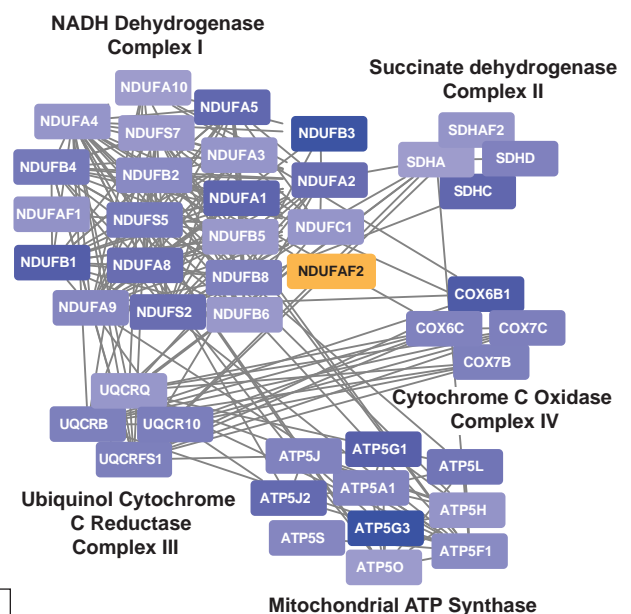 NADH Dehydrogenase
Complex I
NDUFA10
NDUFA5
NDUFA4
NDUFS7
NDUFB3
NDUFA3
NDUFB4
NDUFB2
NDUFA2
NDUFA1
NDUFAF1
NDUFS5
NDUFB5
NDUFC1
NDUFB1
NDUFA8
NDUFB8
NDUFAF2
NDUFA9
NDUFS2
NDUFB6
Succinate dehydrogenase
Complex II
SDHAF2
SDHA
SDHD
SDHC
COX6B1
COX6C
COX7C
COX7B
Cytochrome C Oxidase
Complex IV
UQCRQ
UQCRB
UQCR10
UQCRFS1
Ubiquinol Cytochrome
C Reductase
Complex III
ATP5J
ATP5G1
ATP5L
ATP5J2
ATP5A1
ATP5H
ATP5S
ATP5G3
ATP5F1
ATP5O
Mitochondrial ATP Synthase